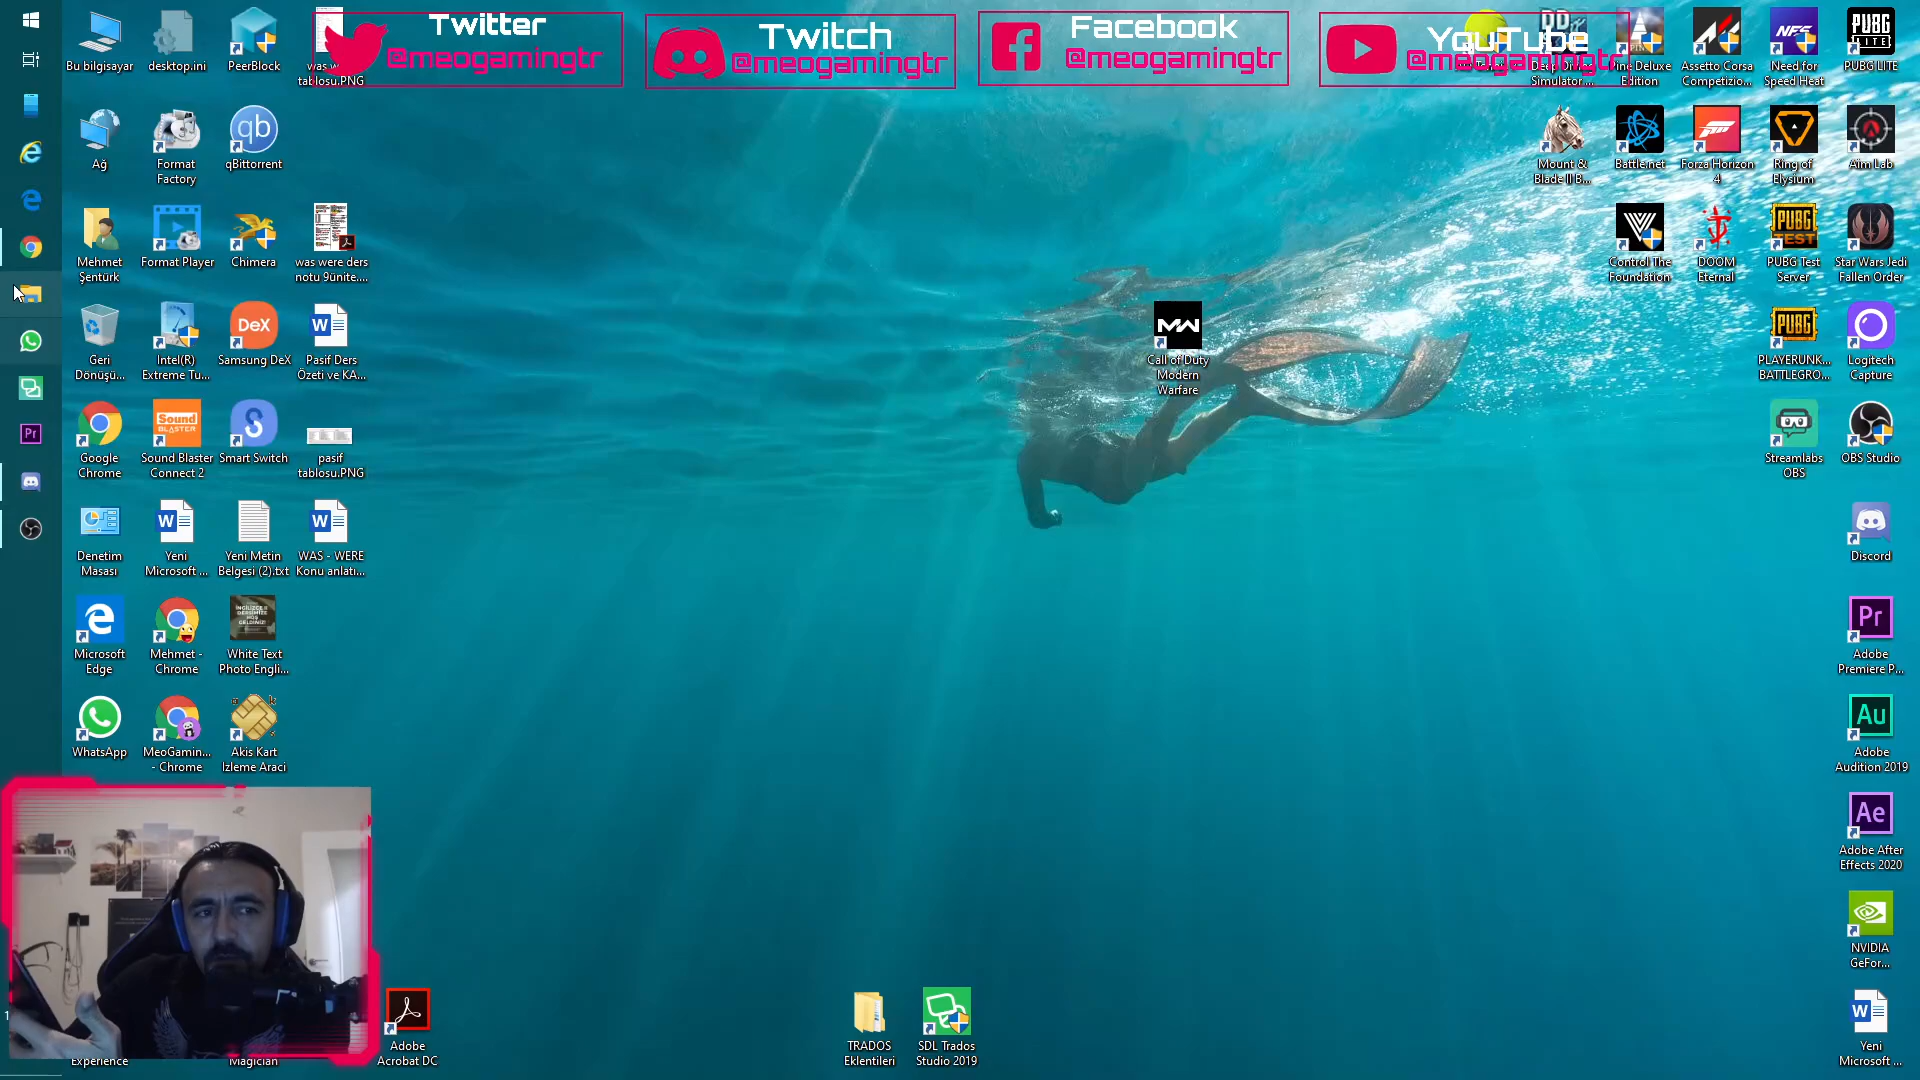 Twitter
@meogamingtr
Twitch
@meogamingtr
Facebook
@meogamingtr
YouTube
@meogamingtr
Bu bilgisayar
desktop.ini
PeerBlock
tablosu.PNG
Simulator ...
Edition
Assetto Corsa
Competizio...
Need for
Speed Heat
PUBG LITE
Ağ
Format
Factory
qBittorrent
Mount &
Blade II B...
Battle.net
Forza Horizon
4
Ring of
Elysium
Aim Lab
Mehmet
Şentürk
Format Player
Chimera
was were ders
notu 9ünite....
Control The
Foundation
DOOM
Eternal
PUBG Test
Server
Star Wars Jedi
Fallen Order
Geri
Dönüşü...
Intel(R)
Extreme Tu...
Samsung DeX
Pasif Ders
Özeti ve KA...
Call of Duty
Modern
Warfare
PLAYERUNK...
BATTLEGRO...
Logitech
Capture
Google
Chrome
Sound Blaster
Connect 2
Smart Switch
pasif
tablosu.PNG
Streamlabs
OBS
OBS Studio
Denetim
Masası
Yeni
Microsoft ...
Yeni Metin
Belgesi (2).txt
WAS - WERE
Konu anlatı...
Discord
Microsoft
Edge
Mehmet -
Chrome
White Text
Photo Engli...
Adobe
Premiere P...
WhatsApp
MeoGamin...
- Chrome
Akis Kart
Izleme Araci
Adobe
Audition 2019
Adobe After
Effects 2020
NVIDIA
GeFor...
Experience
Magician
Adobe
Acrobat DC
TRADOS
Eklentileri
SDL Trados
Studio 2019
Yeni
Microsoft ...